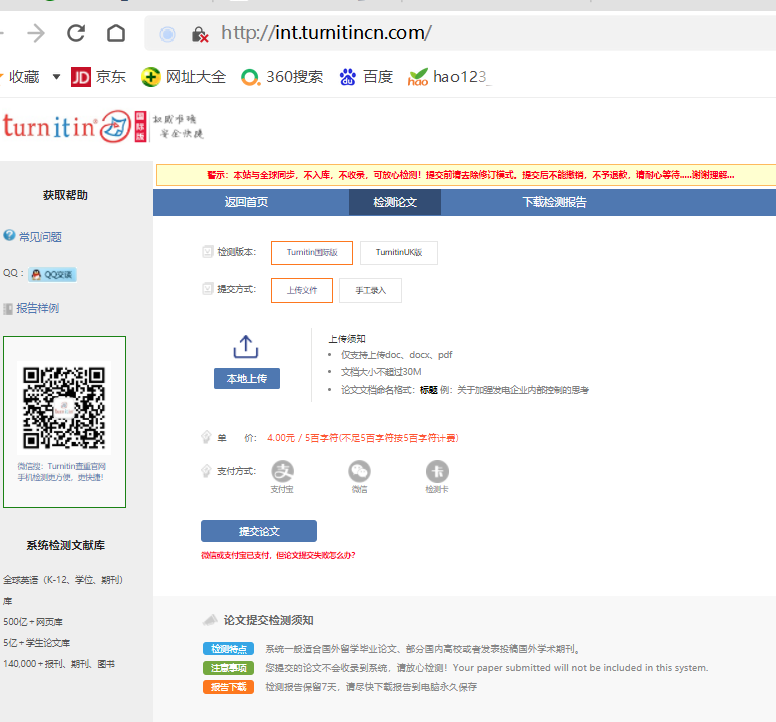 http://int.turnitincn.com/
收藏 京东 网址大全 360搜索 百度 hao123_
turnitin 国际版 权威准确
安全快捷
警示：本站与全球同步，不入库，不收录，可放心检测！提交前请去除修订模式。提交后不能撤销，不予退款，请耐心等待.....谢谢理解...
获取帮助
返回首页 检测论文 下载检测报告
常见问题
检测版本： Turnitin国际版 TurnitinUK版
QQ： QQ交谈
提交方式： 上传文件 手工录入
报告样例
上传须知
仅支持上传doc、docx、pdf
文档大小不超过30M
本地上传
论文文档命名格式：标题 例：关于加强发电企业内部控制的思考
单 价： 4.00元 / 5百字符(不足5百字符按5百字符计费)
微信搜：Turnitin查重官网
手机检测更方便，更快捷！
支付方式：
支付宝 微信 检测卡
提交论文
微信或支付宝已支付，但论文提交失败怎么办？
系统检测文献库
全球英语（K-12、学位、期刊）
库
500亿＋网页库
5亿＋学生论文库
140,000＋报刊、期刊、图书
论文提交检测须知
检测特点 系统一般适合国外留学毕业论文、部分国内高校或者发表投稿国外学术期刊。
注意事项 您提交的论文不会收录到系统，请放心检测！Your paper submitted will not be included in this system.
报告下载 检测报告保留7天，请尽快下载报告到电脑永久保存